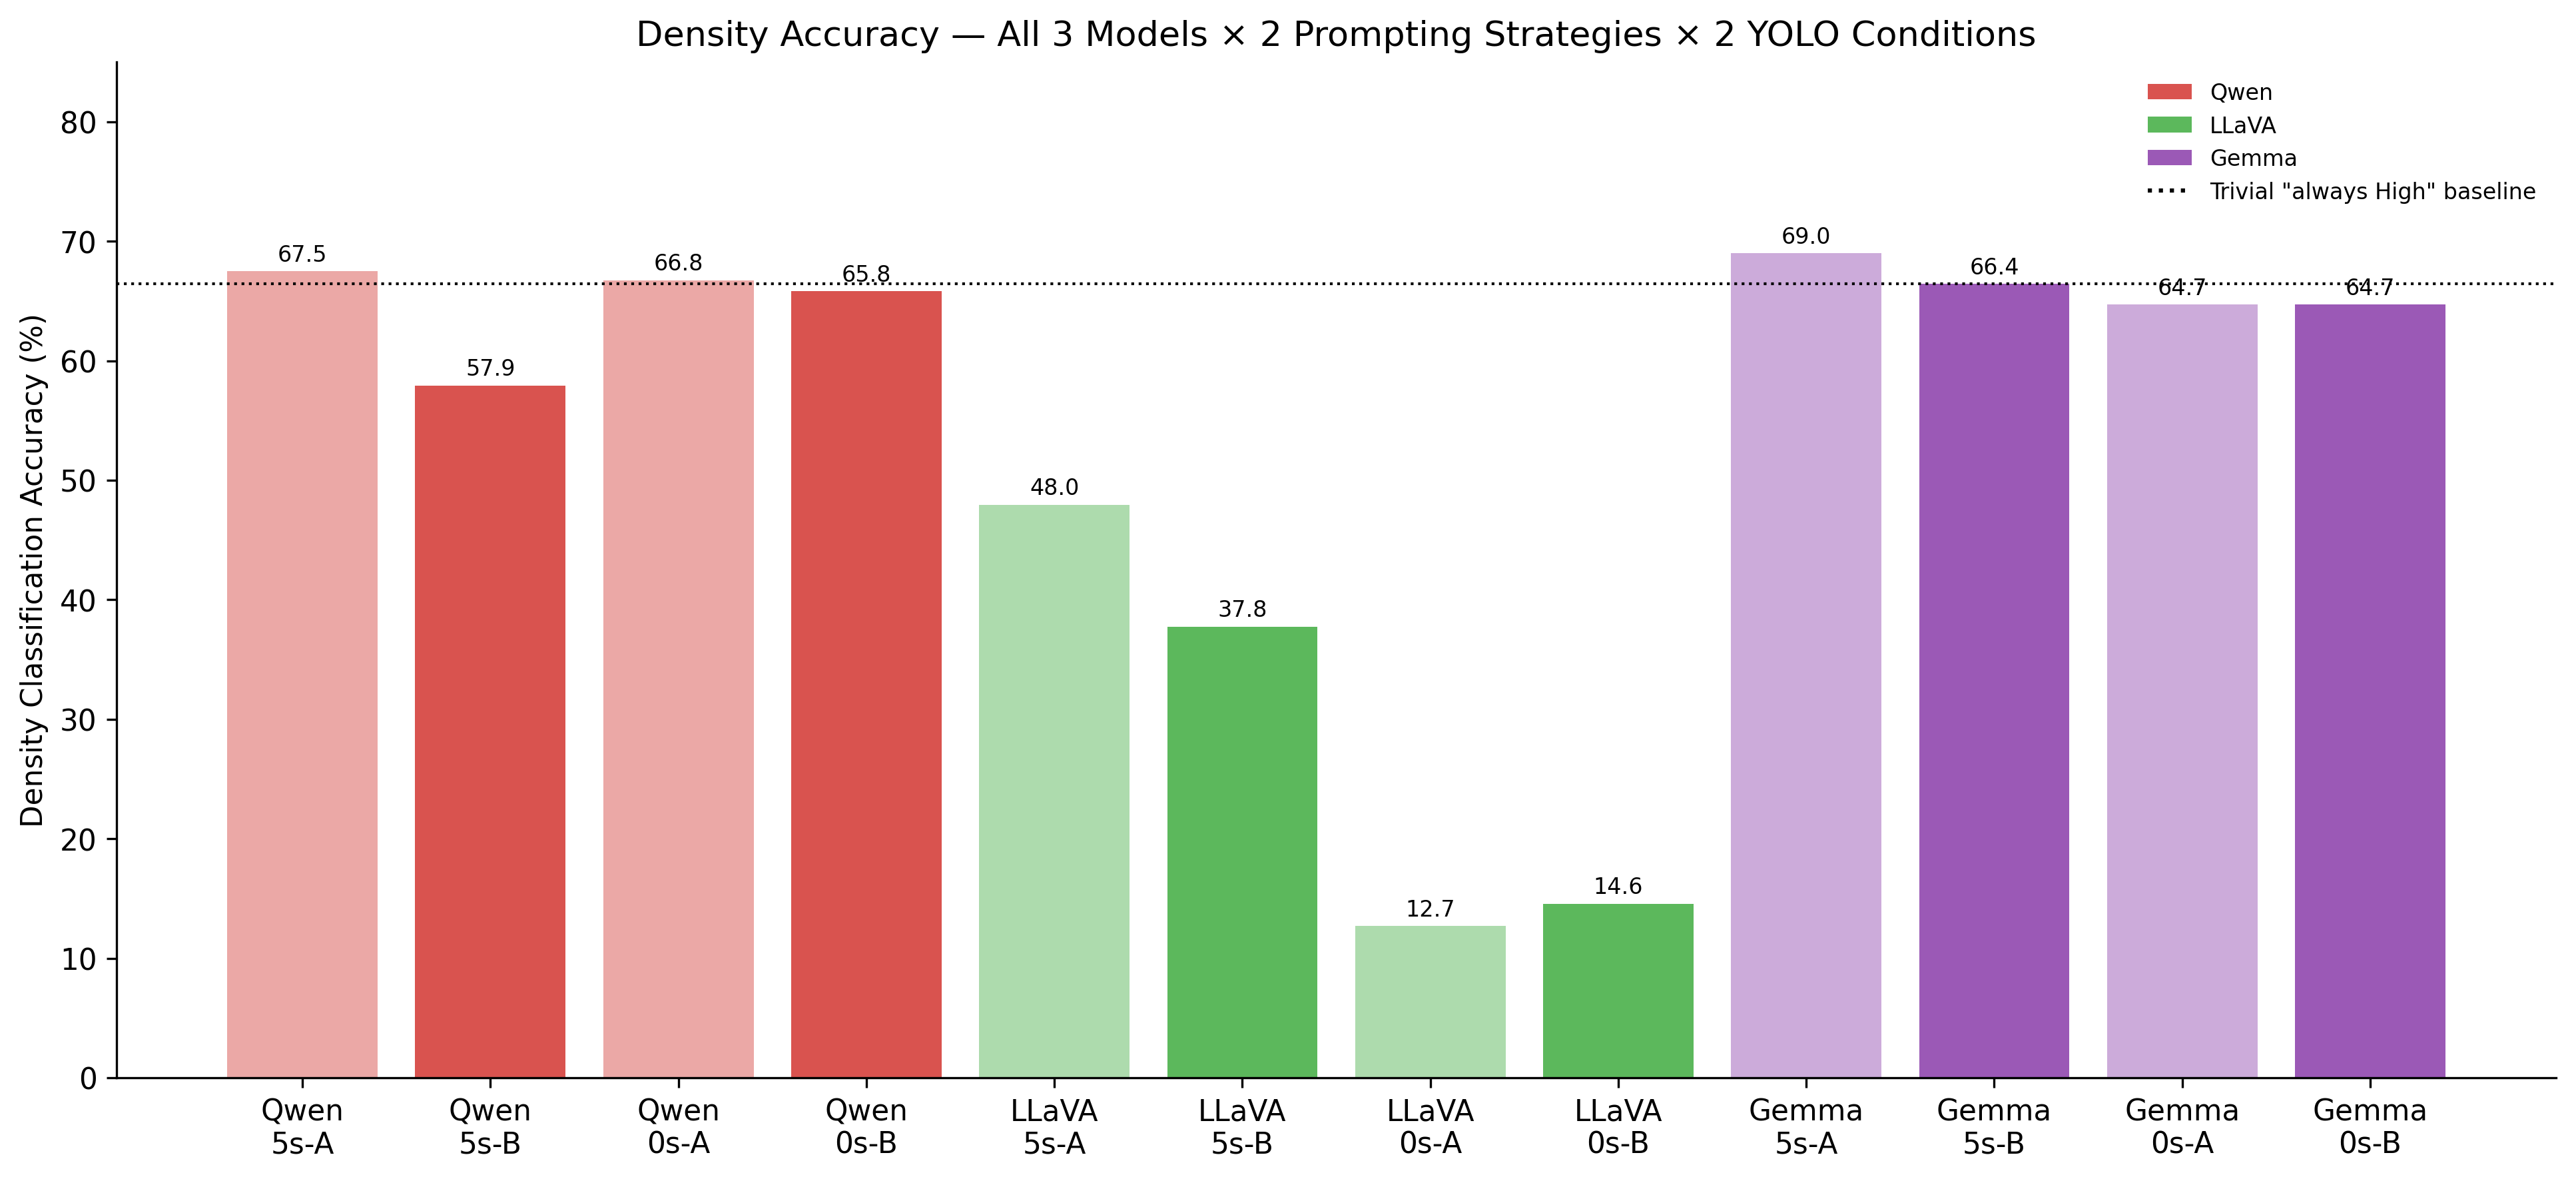 Density Accuracy — All 3 Models × 2 Prompting Strategies × 2 YOLO Conditions
Density Classification Accuracy (%)
80
70
60
50
40
30
20
10
0
Qwen
LLaVA
Gemma
Trivial "always High" baseline
67.5
57.9
66.8
65.8
48.0
37.8
12.7
14.6
69.0
66.4
64.7
64.7
Qwen
5s-A
Qwen
5s-B
Qwen
0s-A
Qwen
0s-B
LLaVA
5s-A
LLaVA
5s-B
LLaVA
0s-A
LLaVA
0s-B
Gemma
5s-A
Gemma
5s-B
Gemma
0s-A
Gemma
0s-B